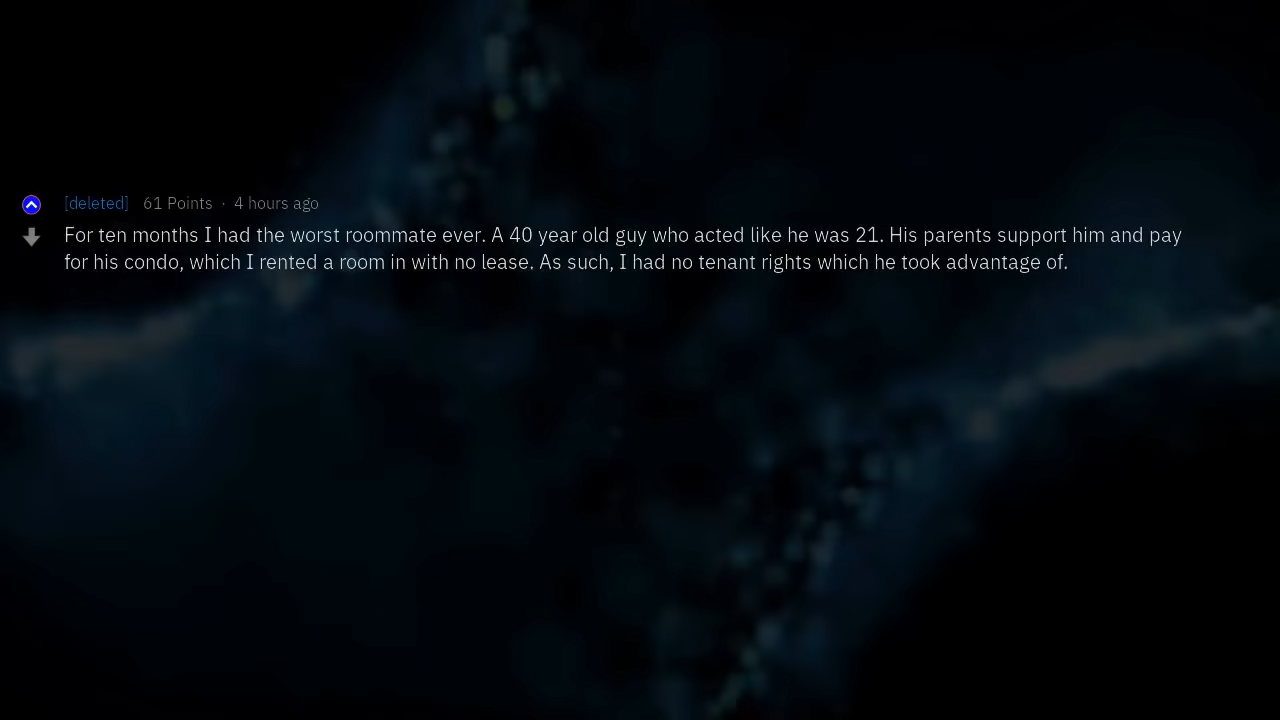 [deleted] 61 Points · 4 hours ago
For ten months I had the worst roommate ever. A 40 year old guy who acted like he was 21. His parents support him and pay
for his condo, which I rented a room in with no lease. As such, I had no tenant rights which he took advantage of.